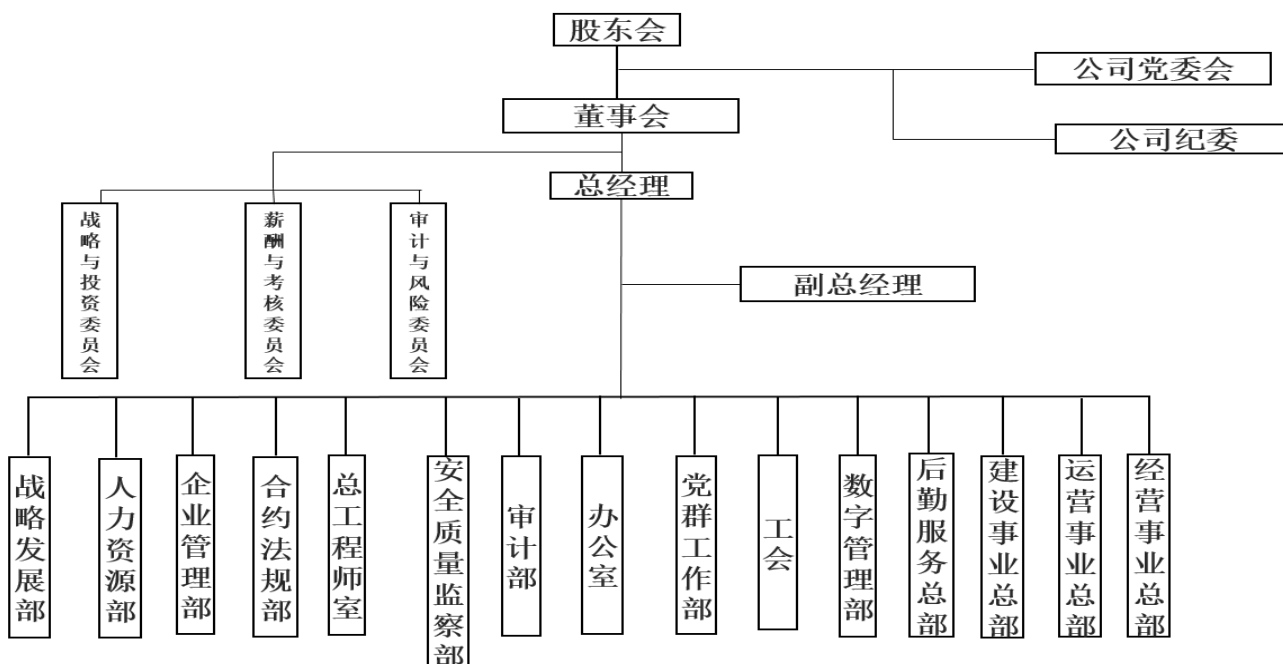 股东会
公司党委会
董事会
公司纪委
总经理
战略与投资委员会
薪酬与考核委员会
审计与风险委员会
副总经理
战略发展部
人力资源部
企业管理部
合约法规部
总工程师室
安全质量监察部
审计部
办公室
党群工作部
工会
数字管理部
后勤服务总部
建设事业总部
运营事业总部
经营事业总部